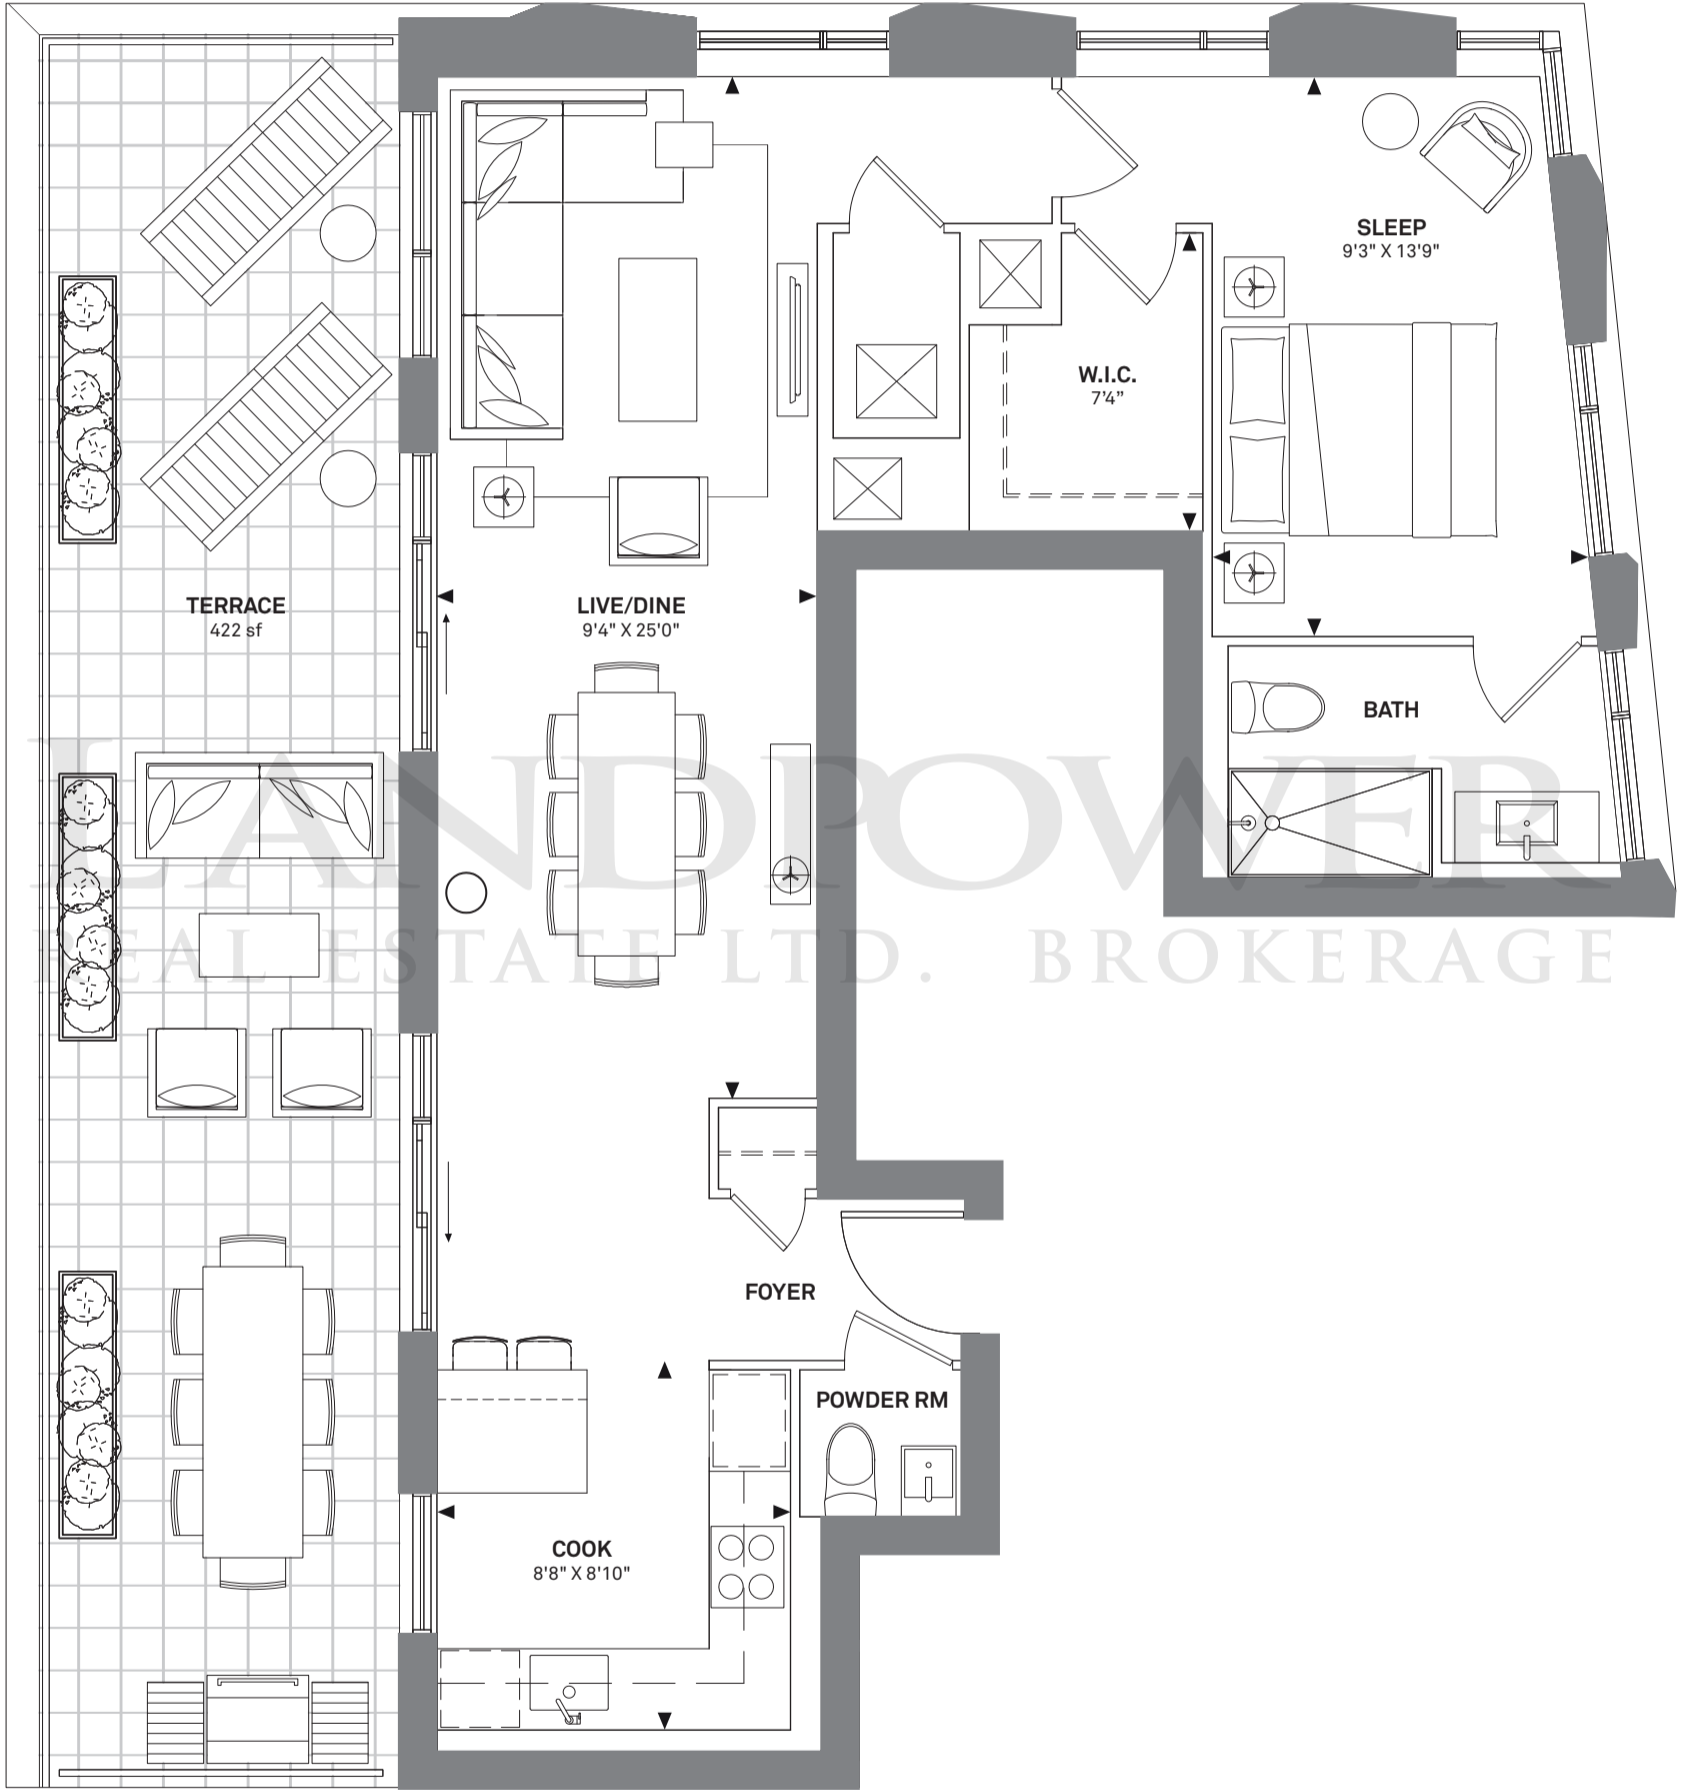 SLEEP
9'3" X 13'9"
W.I.C.
7'4”
TERRACE
422 sf
LIVE/DINE
9'4" X 25'0"
BATH
LANDPOWER
REAL ESTATE LTD. BROKERAGE
FOYER
POWDER RM
COOK
8'8" X 8'10"